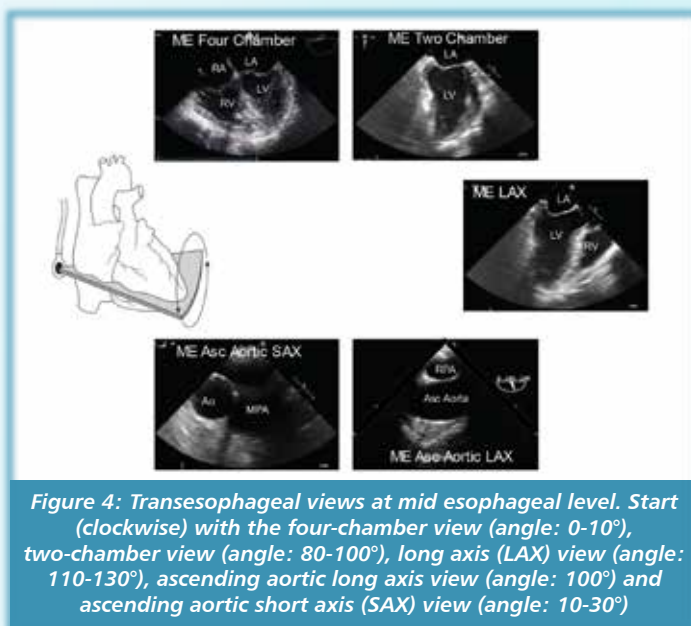 ME Four Chamber
RA
LA
LV
RV
ME Two Chamber
LA
LV
ME LAX
LA
LV
RV
ME Asc Aortic SAX
Ao
MPA
RPA
Asc Aorta
ME Asc Aortic LAX
Figure 4: Transesophageal views at mid esophageal level. Start
(clockwise) with the four-chamber view (angle: 0-10°),
two-chamber view (angle: 80-100°), long axis (LAX) view (angle:
110-130°), ascending aortic long axis view (angle: 100°) and
ascending aortic short axis (SAX) view (angle: 10-30°)